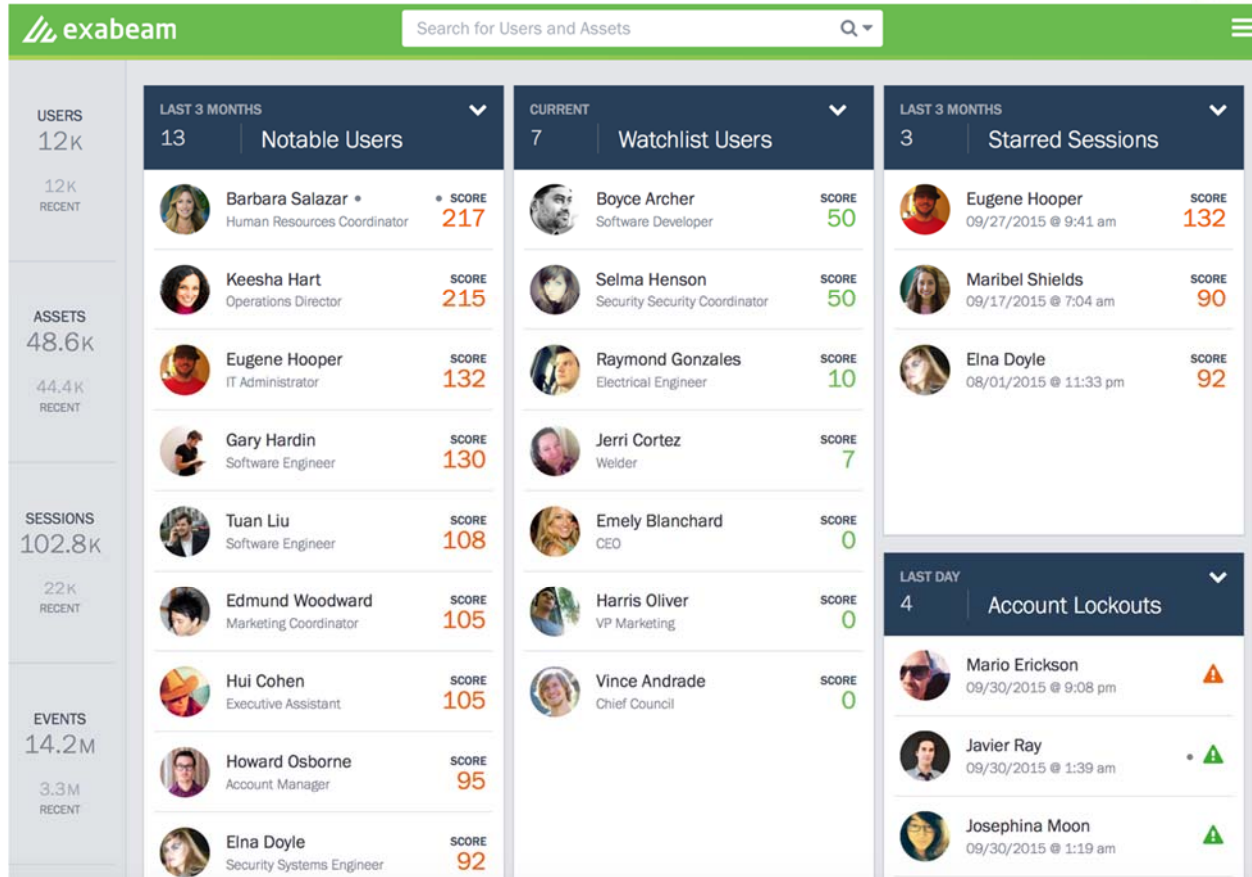 exabeam
Search for Users and Assets
USERS
12K
12K
RECENT
ASSETS
48.6K
44.4K
RECENT
SESSIONS
102.8K
22K
RECENT
EVENTS
14.2M
3.3M
RECENT
LAST 3 MONTHS
13 Notable Users
Barbara Salazar • • SCORE
Human Resources Coordinator 217
Keesha Hart SCORE
Operations Director 215
Eugene Hooper SCORE
IT Administrator 132
Gary Hardin SCORE
Software Engineer 130
Tuan Liu SCORE
Software Engineer 108
Edmund Woodward SCORE
Marketing Coordinator 105
Hui Cohen SCORE
Executive Assistant 105
Howard Osborne SCORE
Account Manager 95
Elna Doyle SCORE
Security Systems Engineer 92
CURRENT
7 Watchlist Users
Boyce Archer SCORE
Software Developer 50
Selma Henson SCORE
Security Security Coordinator 50
Raymond Gonzales SCORE
Electrical Engineer 10
Jerri Cortez SCORE
Welder 7
Emely Blanchard SCORE
CEO 0
Harris Oliver SCORE
VP Marketing 0
Vince Andrade SCORE
Chief Council 0
LAST 3 MONTHS
3 Starred Sessions
Eugene Hooper SCORE
09/27/2015 @ 9:41 am 132
Maribel Shields SCORE
09/17/2015 @ 7:04 am 90
Elna Doyle SCORE
08/01/2015 @ 11:33 pm 92
LAST DAY
4 Account Lockouts
Mario Erickson
09/30/2015 @ 9:08 pm
Javier Ray
09/30/2015 @ 1:39 am
Josephina Moon
09/30/2015 @ 1:19 am